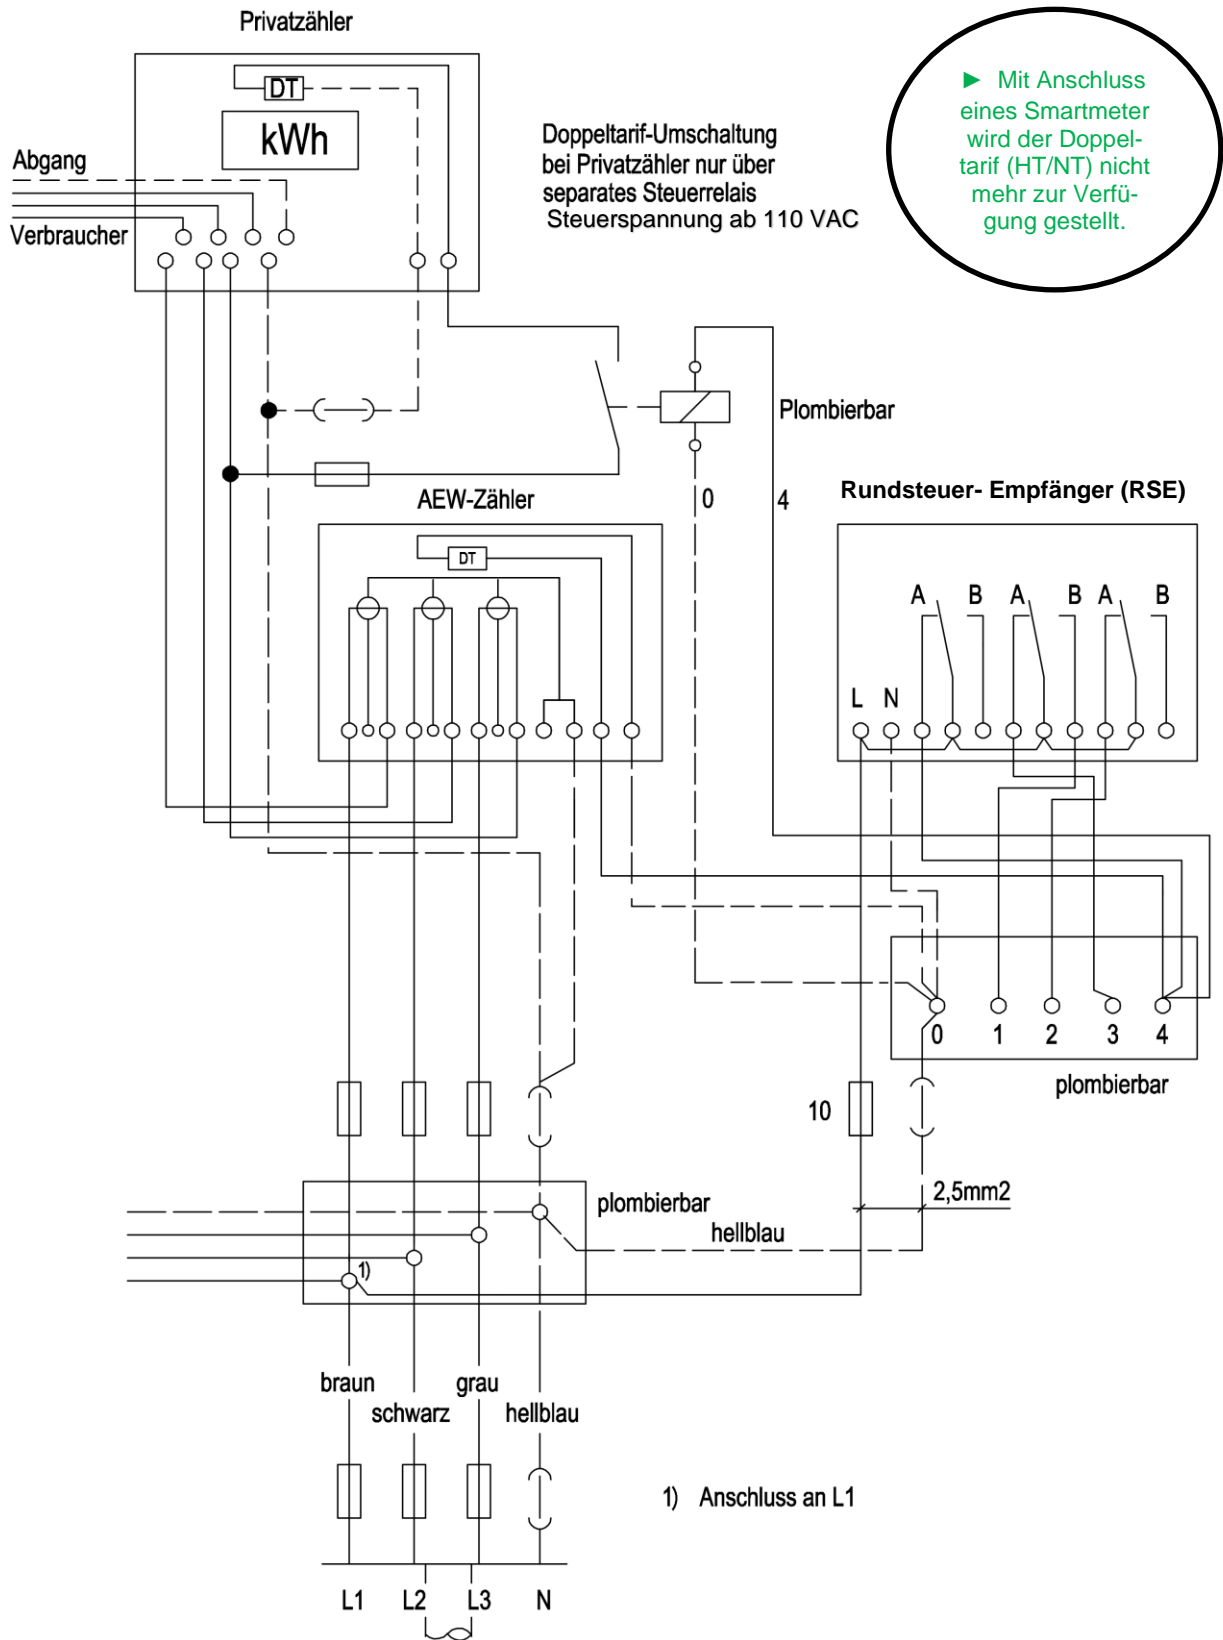 Privatzähler
DT
kWh
Abgang
Verbraucher
Doppeltarif-Umschaltung
bei Privatzähler nur über
separates Steuerrelais
Steuerspannung ab 110 VAC
► Mit Anschluss
eines Smartmeter
wird der Doppel-
tarif (HT/NT) nicht
mehr zur Verfü-
gung gestellt.
Plombierbar
0
4
AEW-Zähler
DT
Rundsteuer- Empfänger (RSE)
A B A B A B
L N
0 1 2 3 4
plombierbar
10
2,5mm2
plombierbar
hellblau
1)
braun
grau
schwarz
hellblau
1) Anschluss an L1
L1 L2 L3 N